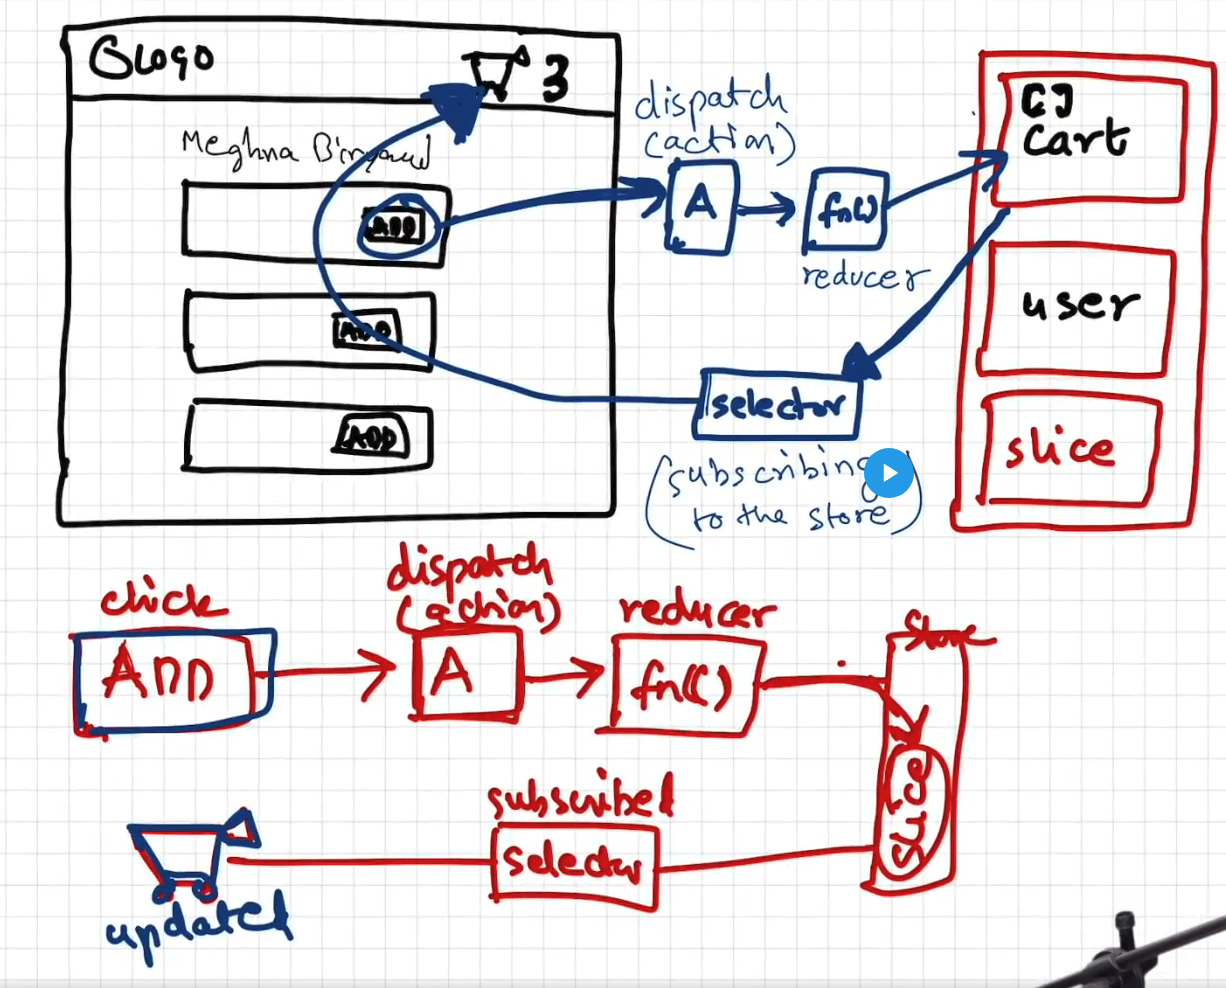 Logo
3
Meghna Biryani
ADD
ADD
ADD
dispatch
(action)
A
fn()
reducer
[]
Cart
user
slice
selector
(subscribing
to the store)
click
ADD
dispatch
(action)
A
reducer
fn()
Store
slice
subscribed
selector
updated